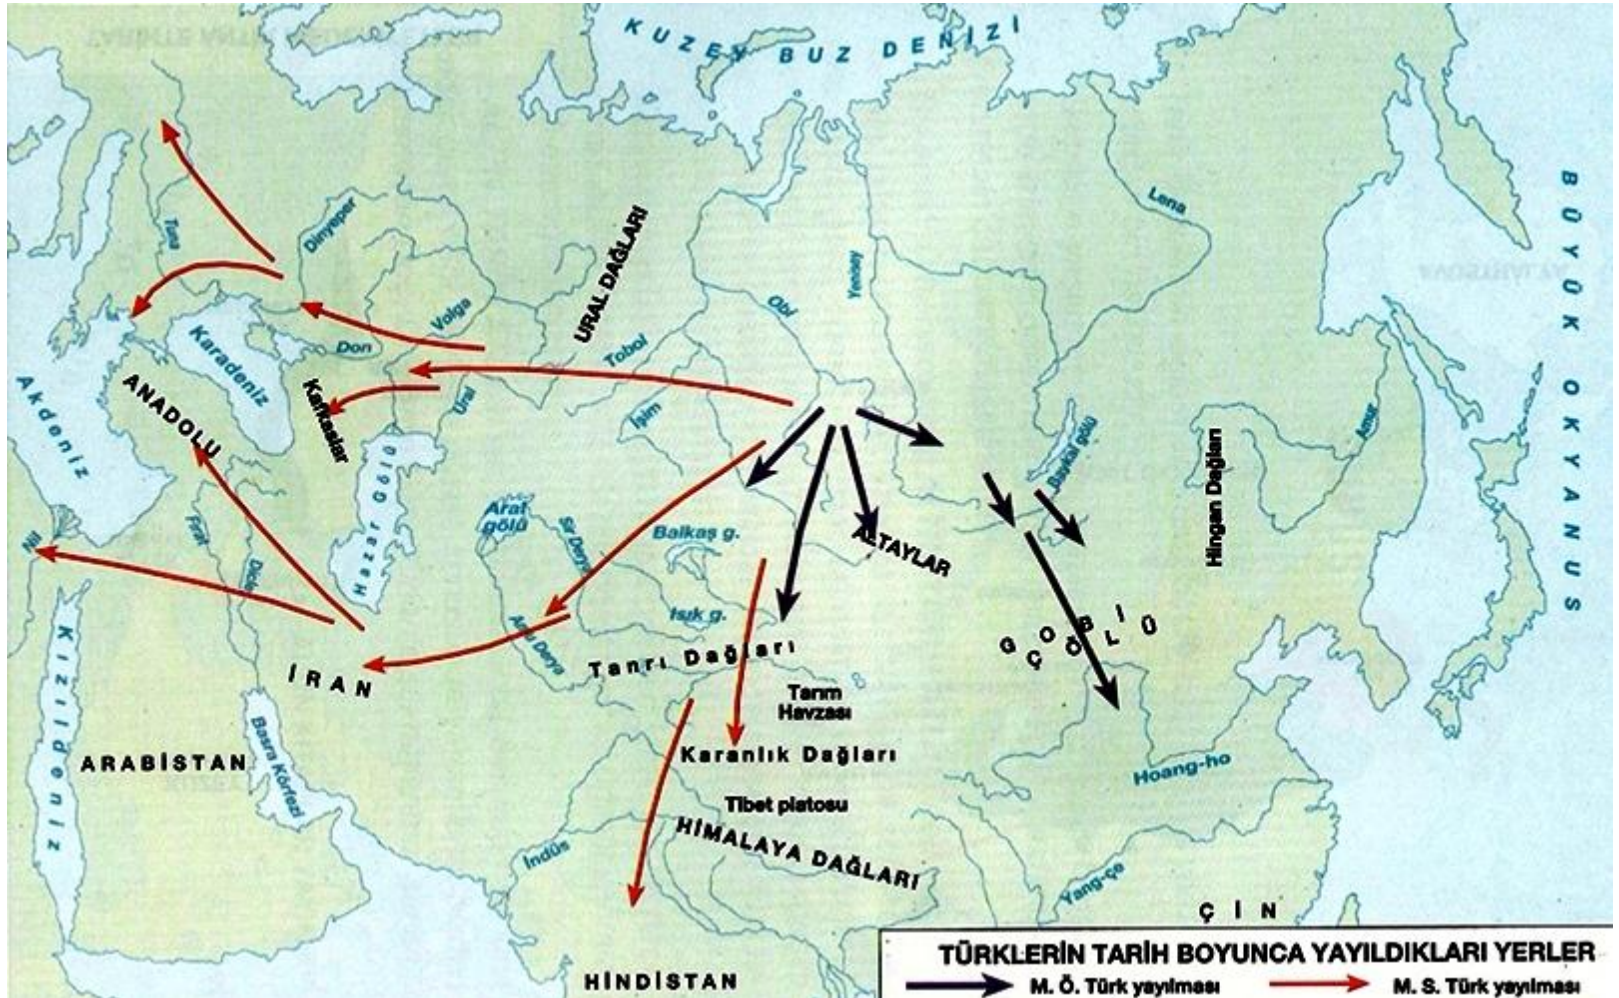 KUZEY BUZ DENİZİ
BÜYÜK OKYANUS
Lena
Tuna
Dinyeper
URAL DAĞLARI
Yenisey
Obi
Volga
Karadeniz
Don
Tobol
Akdeniz
ANADOLU
Kafkaslar
Ural
İşim
Amur
Baykal gölü
Hingan Dağları
Hazar Gölü
Aral
gölü
Sir Derya
Balkaş g.
ALTAYLAR
Nil
Fırat
Dicle
Isık g.
GOBİ
ÇÖLÜ
Amu Derya
Tanrı Dağları
İRAN
Kızıldeniz
Tarım
Havzası
Basra Körfezi
ARABİSTAN
Karanlık Dağları
Hoang-ho
Tibet platosu
HİMALAYA DAĞLARI
İndüs
Yang-çe
ÇİN
HİNDİSTAN
TÜRKLERİN TARİH BOYUNCA YAYILDIKLARI YERLER
M. Ö. Türk yayılması
M. S. Türk yayılması